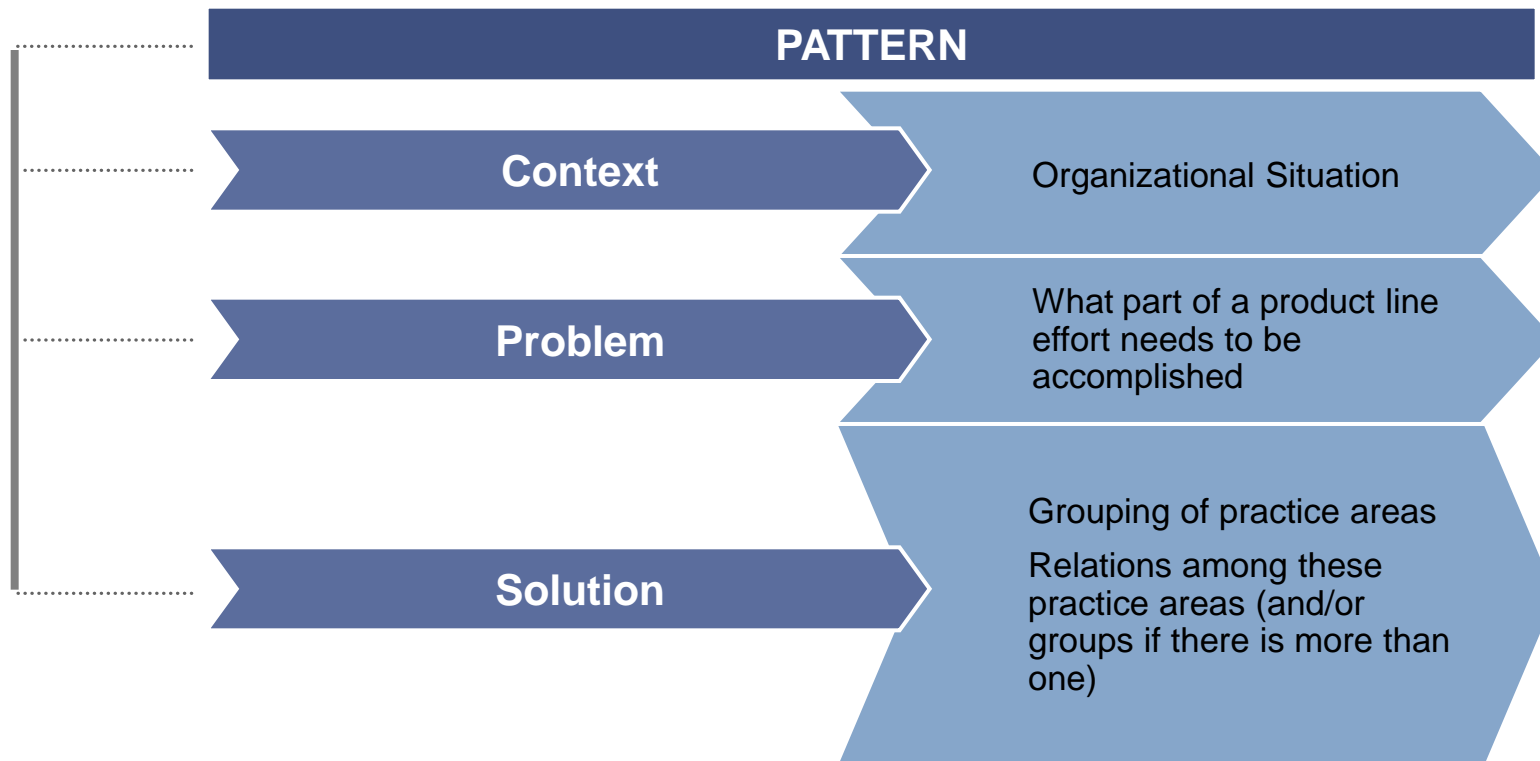 PATTERN
Context
Organizational Situation
Problem
What part of a product line
effort needs to be
accomplished
Solution
Grouping of practice areas
Relations among these
practice areas (and/or
groups if there is more than
one)